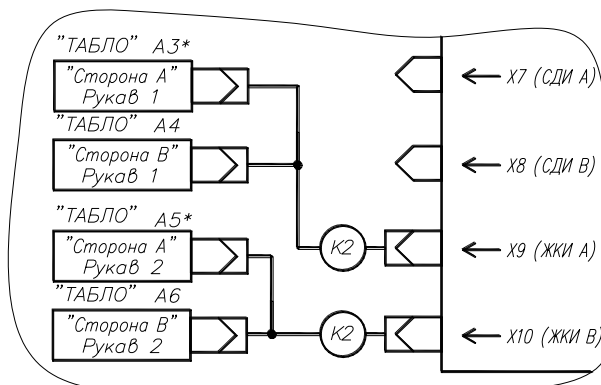 "ТАБЛО" А3*
"Сторона А"
Рукав 1
"ТАБЛО" А4
"Сторона В"
Рукав 1
"ТАБЛО" А5*
"Сторона А"
Рукав 2
"ТАБЛО" А6
"Сторона В"
Рукав 2
К2
К2
Х7 (СДИ А)
Х8 (СДИ В)
Х9 (ЖКИ А)
Х10 (ЖКИ В)